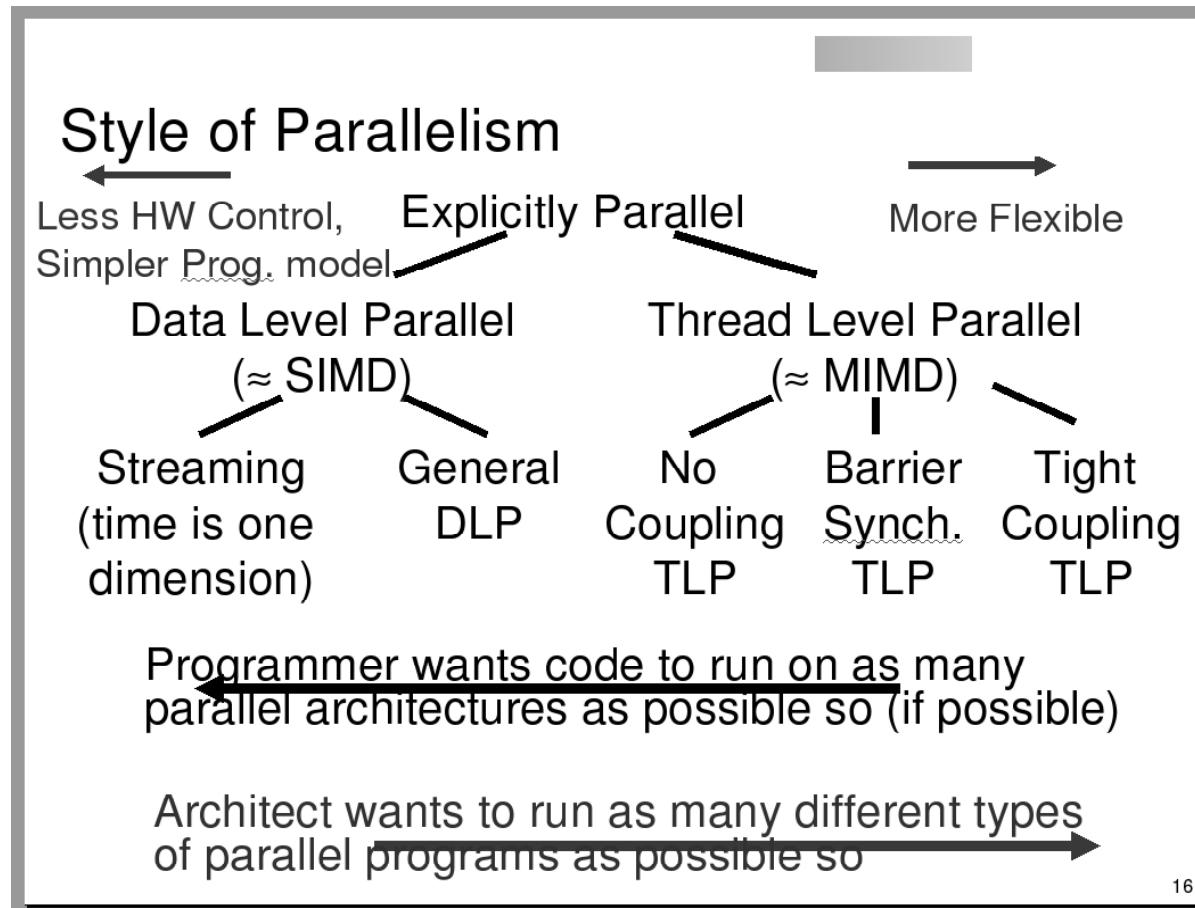 Style of Parallelism
Less HW Control,
Simpler Prog. model
Explicitly Parallel
More Flexible
Data Level Parallel
(≈ SIMD)
Thread Level Parallel
(≈ MIMD)
Streaming
(time is one
dimension)
General
DLP
No
Coupling
TLP
Barrier
Synch.
TLP
Tight
Coupling
TLP
Programmer wants code to run on as many
parallel architectures as possible so (if possible)
Architect wants to run as many different types
of parallel programs as possible so
16